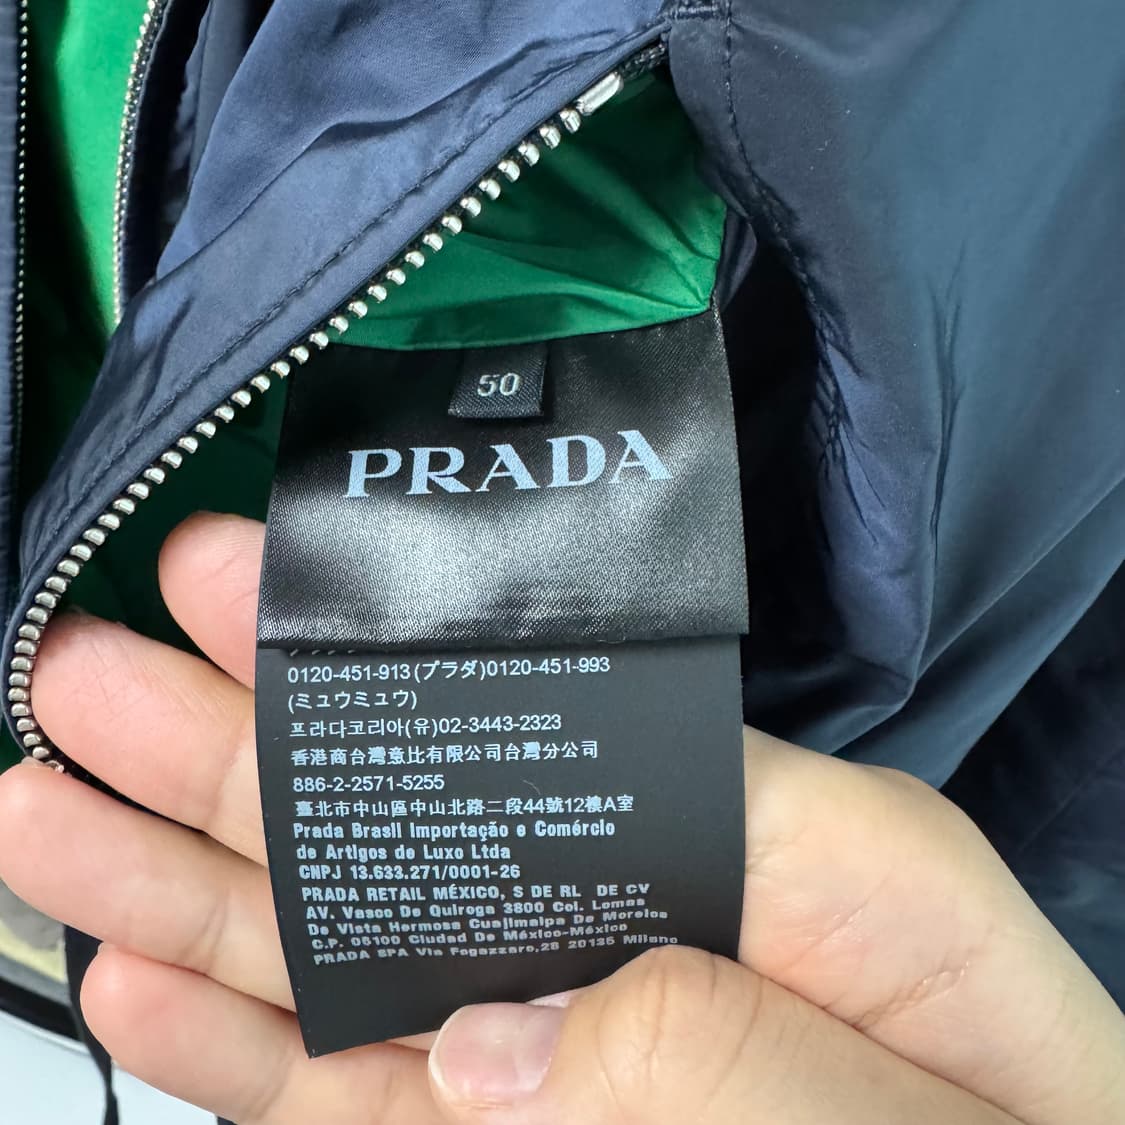 50
PRADA
0120-451-913(プラダ)0120-451-993
(ミュウミュウ)
프라다코리아(유)02-3443-2323
香港商台灣意比有限公司台灣分公司
886-2-2571-5255
臺北市中山區中山北路二段44號12樓A室
Prada Brasil Importação e Comércio
de Artigos de Luxo Ltda
CNPJ 13.633.271/0001-26
PRADA RETAIL MÉXICO, S DE RL DE CV
AV. Vasco De Quiroga 3800 Col. Lomas
De Vista Hermosa Cuajimalpa De Morelos
C.P. 05100 Ciudad De México-México
PRADA SPA Via Fogazzaro,28 20135 Milano